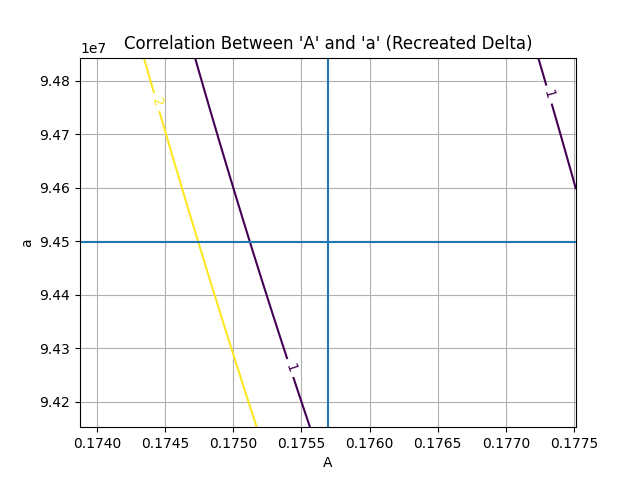 Correlation Between 'A' and 'a' (Recreated Delta)
1e7
9.48
9.47
9.46
9.45
9.44
9.43
9.42
a
2
1
1
0.1740 0.1745 0.1750 0.1755 0.1760 0.1765 0.1770 0.1775
A